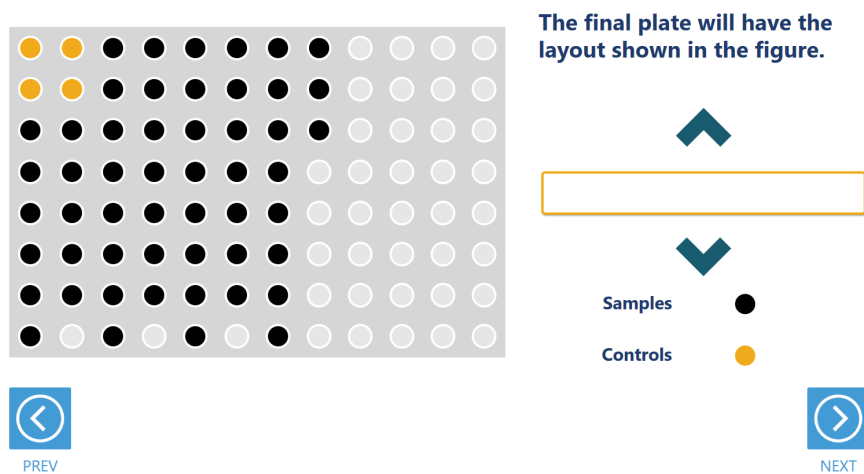 The final plate will have the
layout shown in the figure.
Samples
Controls
PREV
NEXT